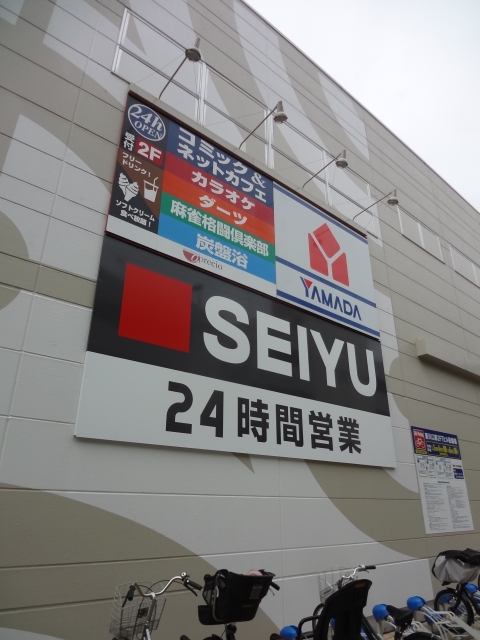 24h
OPEN
受付 2F
フリー
ドリンク!
ソフトクリーム
食べ放題!
コミック&
ネットカフェ
カラオケ
ダーツ
麻雀格闘倶楽部
炭盤浴
aprecio
YAMADA
SEIYU
24時間営業